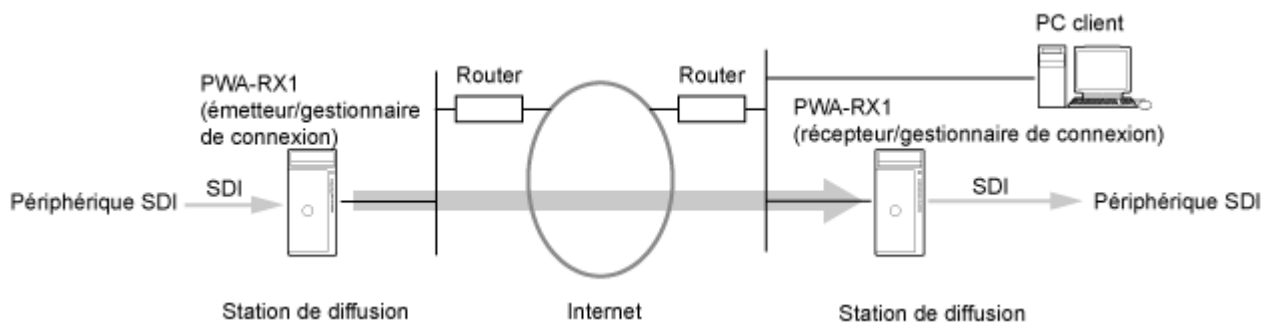 PC client
Router
Router
PWA-RX1
(émetteur/gestionnaire
de connexion)
PWA-RX1
(récepteur/gestionnaire de connexion)
Périphérique SDI
SDI
SDI
Périphérique SDI
Station de diffusion
Internet
Station de diffusion